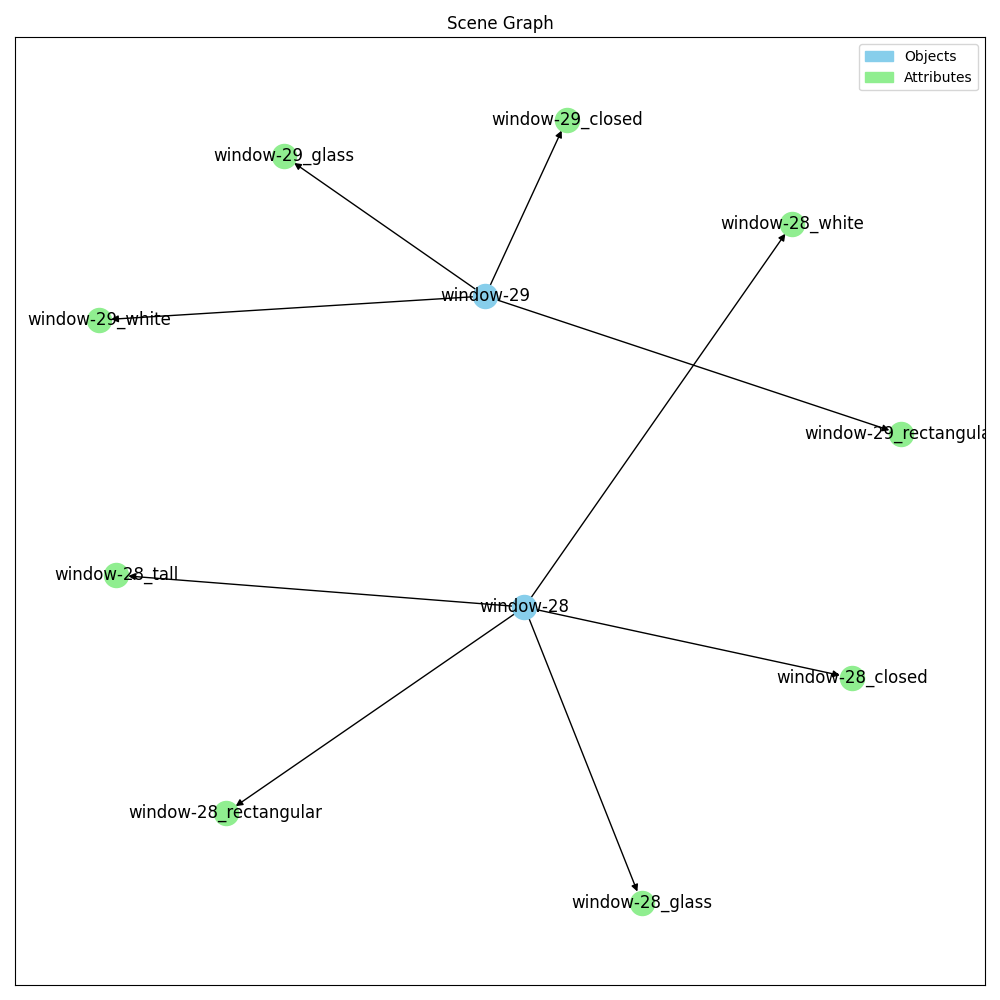 Scene Graph
Objects
Attributes
window-29_closed
window-29_glass
window-28_white
window-29
window-29_white
window-29_rectangula
window-28_tall
window-28
window-28_closed
window-28_rectangular
window-28_glass